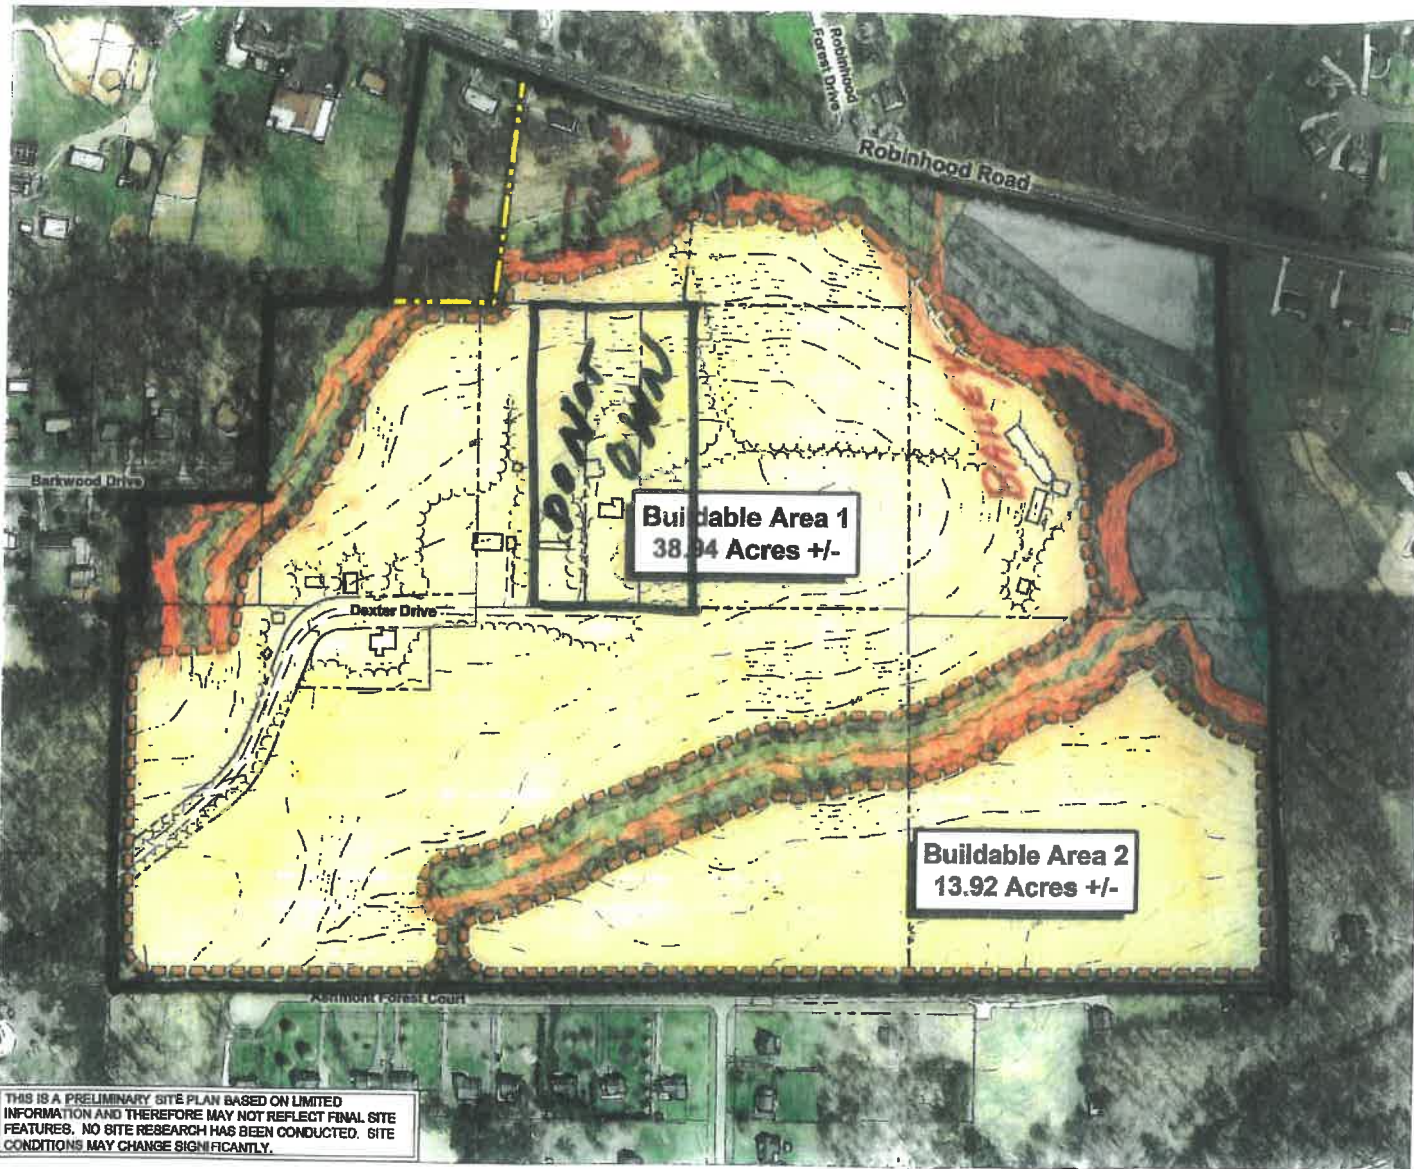 Robinhood
Forest Drive
Robinhood Road
Barkwood Drive
DO NOT
OWN
Buildable Area 1
38.94 Acres +/-
Dexter Drive
Buildable Area 2
13.92 Acres +/-
Ashmont Forest Court
THIS IS A PRELIMINARY SITE PLAN BASED ON LIMITED
INFORMATION AND THEREFORE MAY NOT REFLECT FINAL SITE
FEATURES. NO SITE RESEARCH HAS BEEN CONDUCTED. SITE
CONDITIONS MAY CHANGE SIGNIFICANTLY.